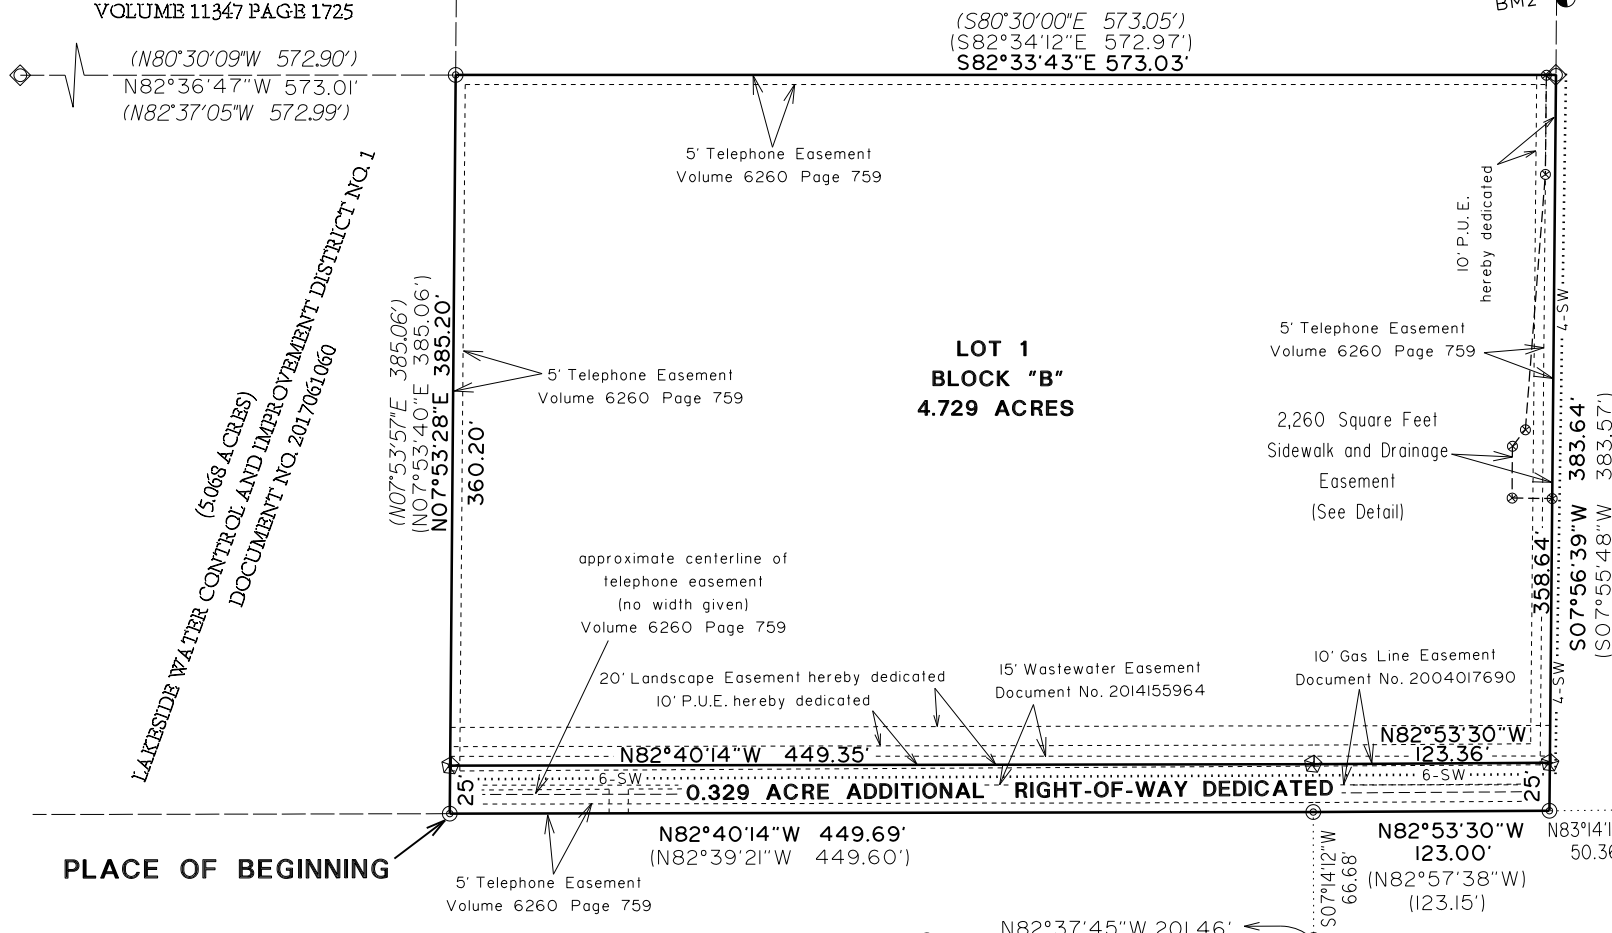 VOLUME 11347 PAGE 1725
(N80°30'09"W 572.90')
N82°36'47"W 573.01'
(N82°37'05"W 572.99')
(S80°30'00"E 573.05')
(S82°34'12"E 572.97')
S82°33'43"E 573.03'
BM2
5' Telephone Easement
Volume 6260 Page 759
10' P.U.E.
hereby dedicated
4-SW
LAKESIDE WATER CONTROL AND IMPROVEMENT DISTRICT NO. 1
(5.068 ACRES)
DOCUMENT NO. 2017061060
(N07°53'57"E 385.06')
(N07°53'40"E 385.06')
N07°53'28"E 385.20'
360.20'
5' Telephone Easement
Volume 6260 Page 759
LOT 1
BLOCK "B"
4.729 ACRES
5' Telephone Easement
Volume 6260 Page 759
2,260 Square Feet
Sidewalk and Drainage
Easement
(See Detail)
358.64'
S07°56'39"W 383.64'
(S07°55'48"W 383.57')
4-SW
approximate centerline of
telephone easement
(no width given)
Volume 6260 Page 759
20' Landscape Easement hereby dedicated
10' P.U.E. hereby dedicated
15' Wastewater Easement
Document No. 2014155964
10' Gas Line Easement
Document No. 2004017690
N82°40'14"W 449.35'
N82°53'30"W
123.36'
25'
6-SW
6-SW
25'
0.329 ACRE ADDITIONAL RIGHT-OF-WAY DEDICATED
PLACE OF BEGINNING
N82°40'14"W 449.69'
(N82°39'21"W 449.60')
N82°53'30"W
123.00'
(N82°57'38"W)
(123.15')
5' Telephone Easement
Volume 6260 Page 759
S07°14'12"W
66.68'
N83°14'1
50.36
N82°37'45"W 201.46'